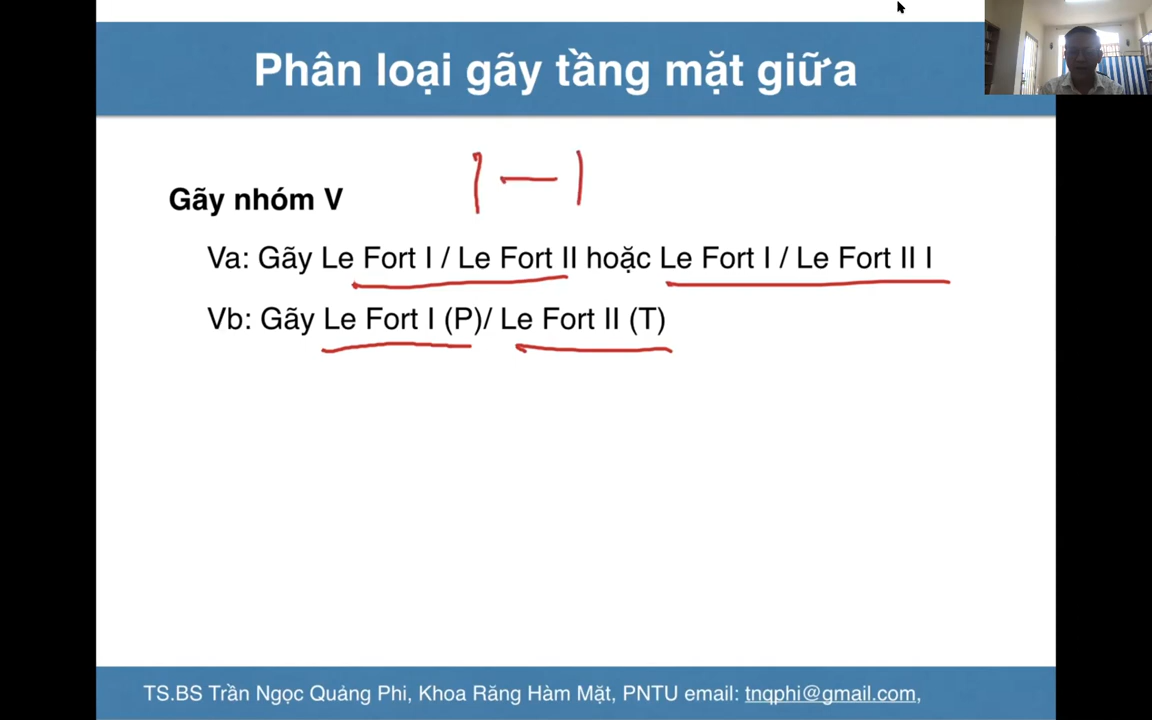 Phân loại gãy tầng mặt giữa
Gãy nhóm V
Va: Gãy Le Fort I / Le Fort II hoặc Le Fort I / Le Fort II I
Vb: Gãy Le Fort I (P)/ Le Fort II (T)
TS.BS Trần Ngọc Quảng Phi, Khoa Răng Hàm Mặt, PNTU email: tnqphi@gmail.com,